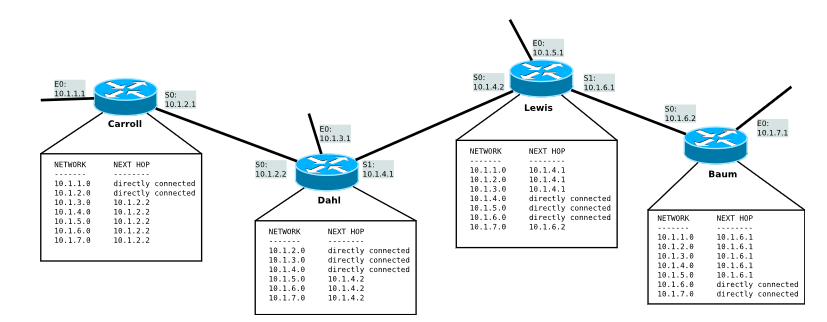 E0:
10.1.1.1
S0:
10.1.2.1
Carroll
NETWORK NEXT HOP
------- --------
10.1.1.0 directly connected
10.1.2.0 directly connected
10.1.3.0 10.1.2.2
10.1.4.0 10.1.2.2
10.1.5.0 10.1.2.2
10.1.6.0 10.1.2.2
10.1.7.0 10.1.2.2
E0:
10.1.3.1
S0:
10.1.2.2
S1:
10.1.4.1
Dahl
NETWORK NEXT HOP
------- --------
10.1.2.0 directly connected
10.1.3.0 directly connected
10.1.4.0 directly connected
10.1.5.0 10.1.4.2
10.1.6.0 10.1.4.2
10.1.7.0 10.1.4.2
E0:
10.1.5.1
S0:
10.1.4.2
S1:
10.1.6.1
Lewis
NETWORK NEXT HOP
------- --------
10.1.1.0 10.1.4.1
10.1.2.0 10.1.4.1
10.1.3.0 10.1.4.1
10.1.4.0 directly connected
10.1.5.0 directly connected
10.1.6.0 directly connected
10.1.7.0 10.1.6.2
S0:
10.1.6.2
E0:
10.1.7.1
Baum
NETWORK NEXT HOP
------- --------
10.1.1.0 10.1.6.1
10.1.2.0 10.1.6.1
10.1.3.0 10.1.6.1
10.1.4.0 10.1.6.1
10.1.5.0 10.1.6.1
10.1.6.0 directly connected
10.1.7.0 directly connected